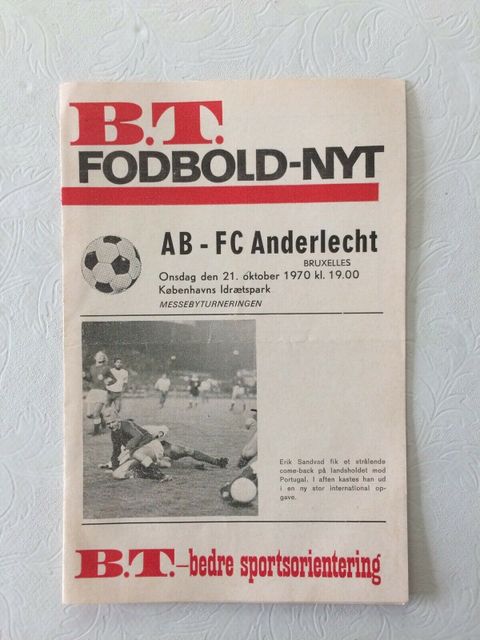 B.T.
FODBOLD-NYT
AB - FC Anderlecht
BRUXELLES
Onsdag den 21. oktober 1970 kl. 19.00
Københavns Idrætspark
MESSEBYTURNERINGEN
Erik Sandvad fik et strålende
come-back på landsholdet mod
Portugal. I aften kastes han ud
i en ny stor international op-
gave.
B.T.-bedre sportsorientering